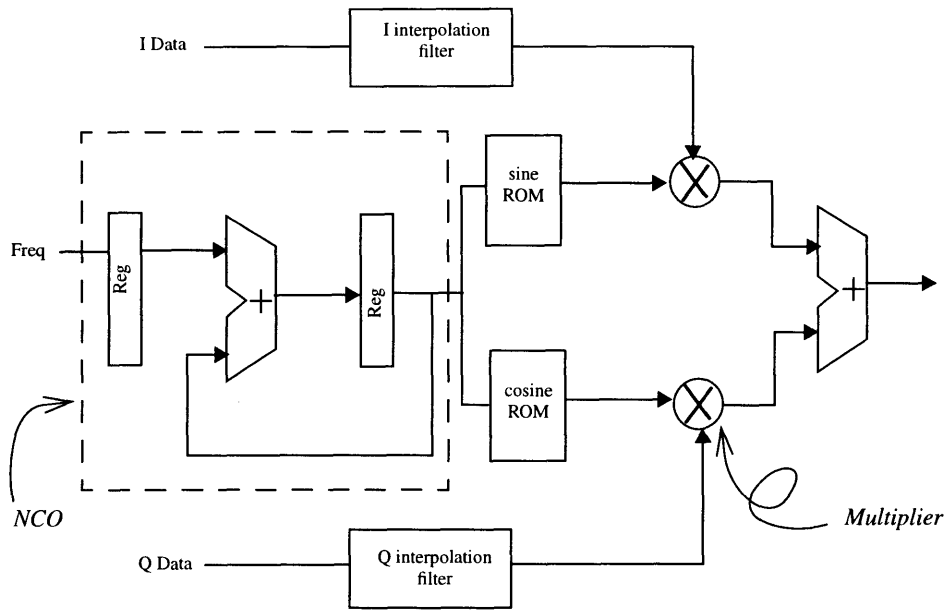 I Data
I interpolation
filter
sine
ROM
Freq
Reg
+
Reg
+
cosine
ROM
NCO
Multiplier
Q Data
Q interpolation
filter